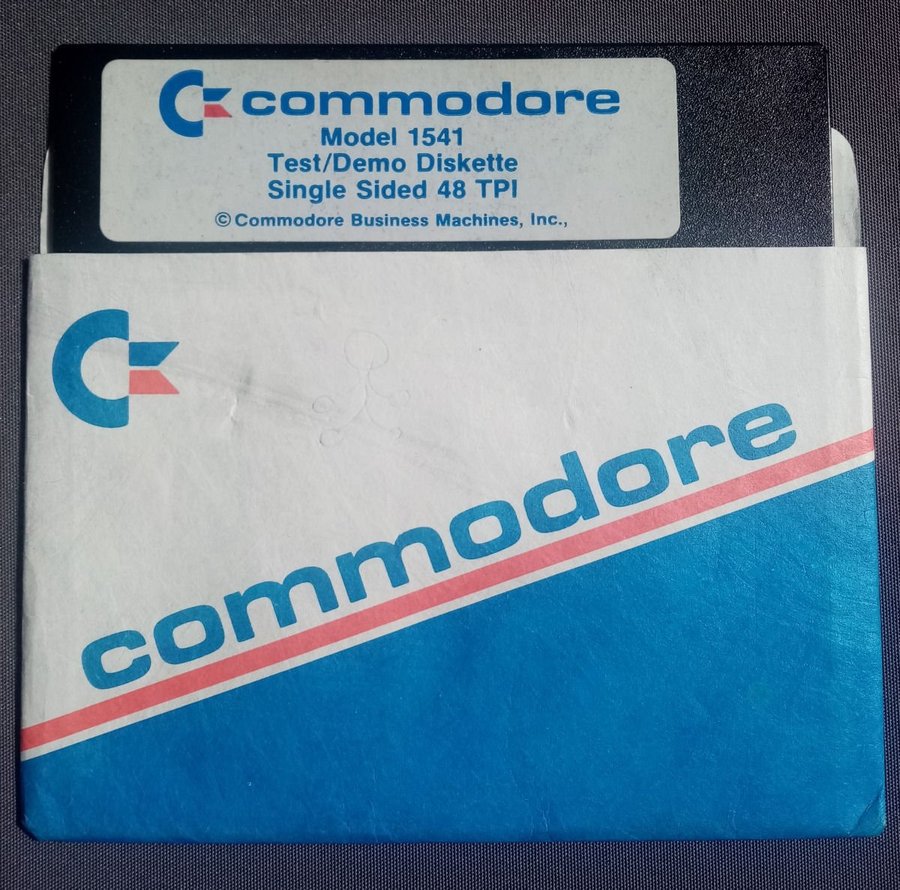 commodore
Model 1541
Test/Demo Diskette
Single Sided 48 TPI
©Commodore Business Machines, Inc.,
commodore